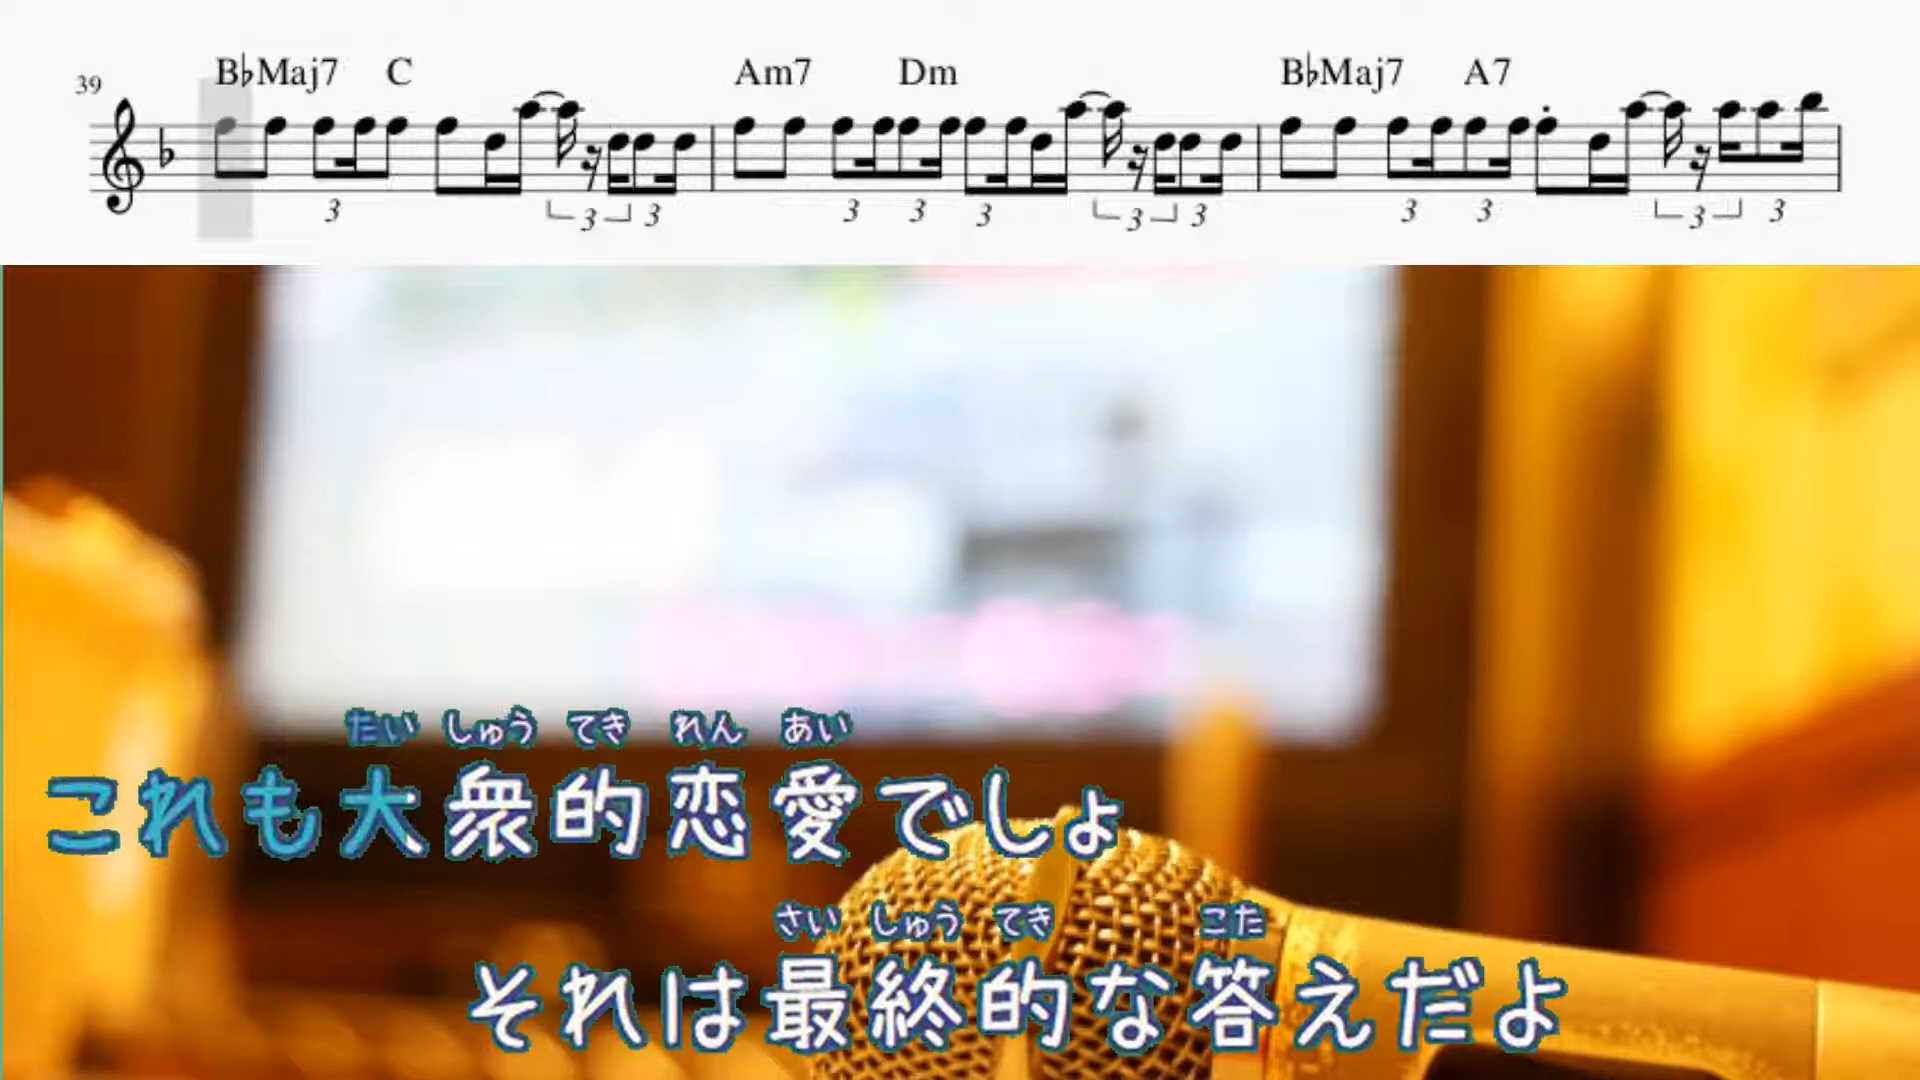 39 B♭Maj7 C Am7 Dm B♭Maj7 A7
3 3 3 3 3 3 3 3 3 3 3 3
たい しゅう てき れん あい
これも大衆的恋愛でしょ
さい しゅう てき こた
それは最終的な答えだよ